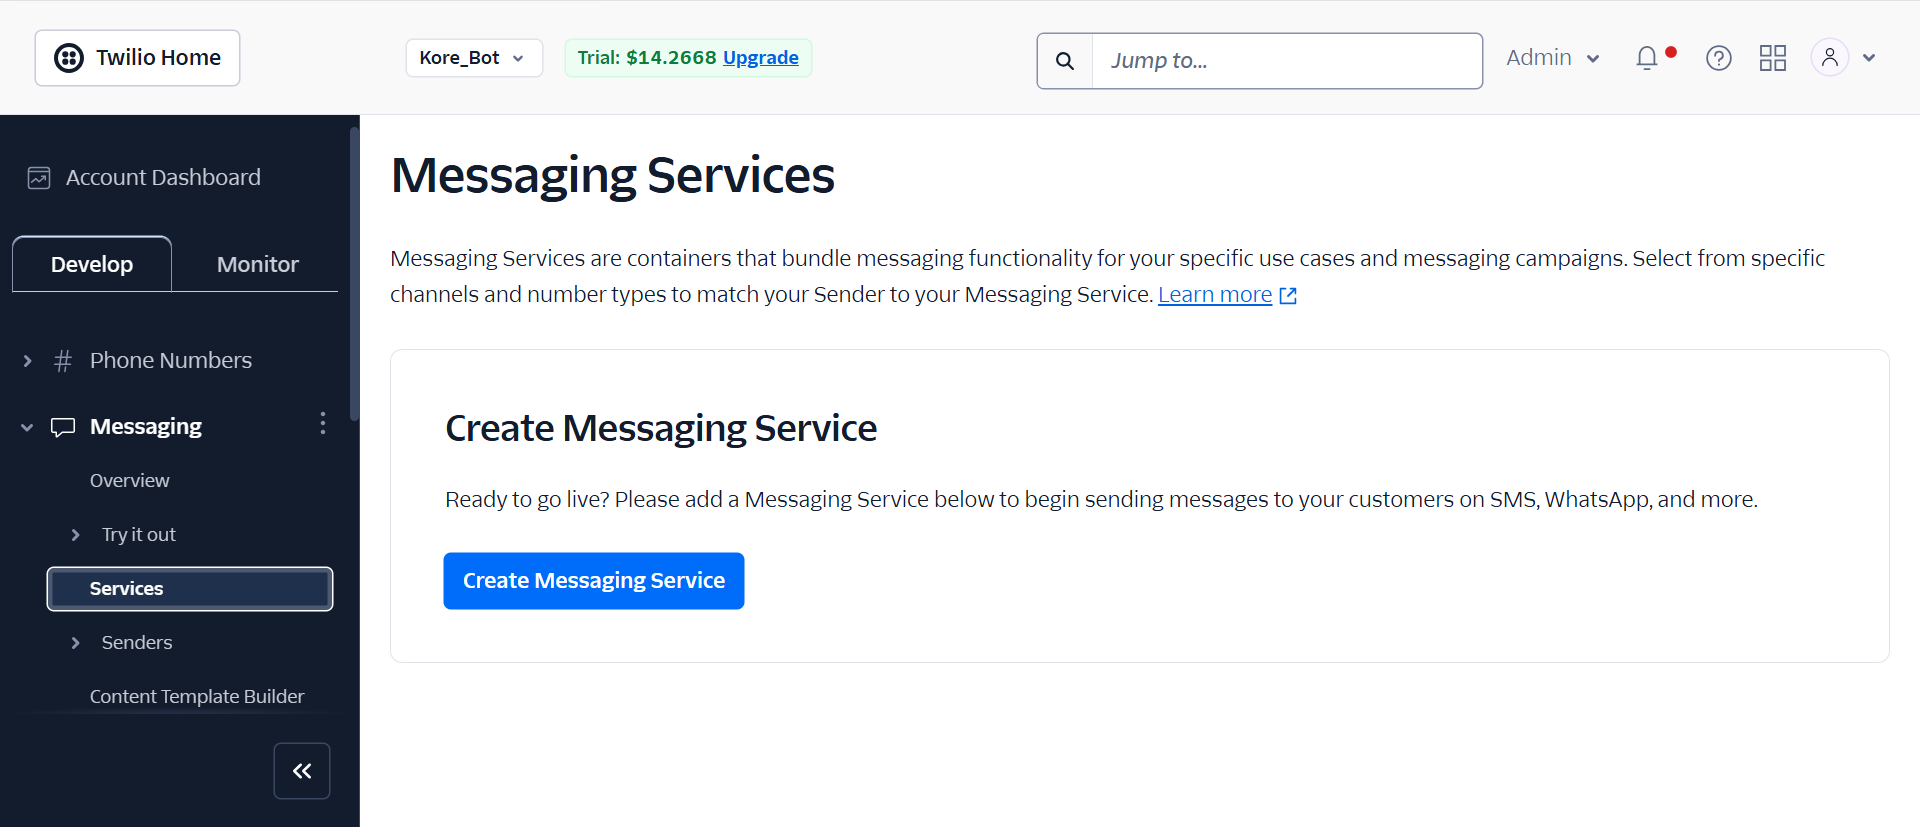 Twilio Home
Kore_Bot
Trial: $14.2668 Upgrade
Jump to...
Admin
Account Dashboard
Develop
Monitor
# Phone Numbers
Messaging
Overview
Try it out
Services
Senders
Content Template Builder
Messaging Services
Messaging Services are containers that bundle messaging functionality for your specific use cases and messaging campaigns. Select from specific
channels and number types to match your Sender to your Messaging Service. Learn more
Create Messaging Service
Ready to go live? Please add a Messaging Service below to begin sending messages to your customers on SMS, WhatsApp, and more.
Create Messaging Service